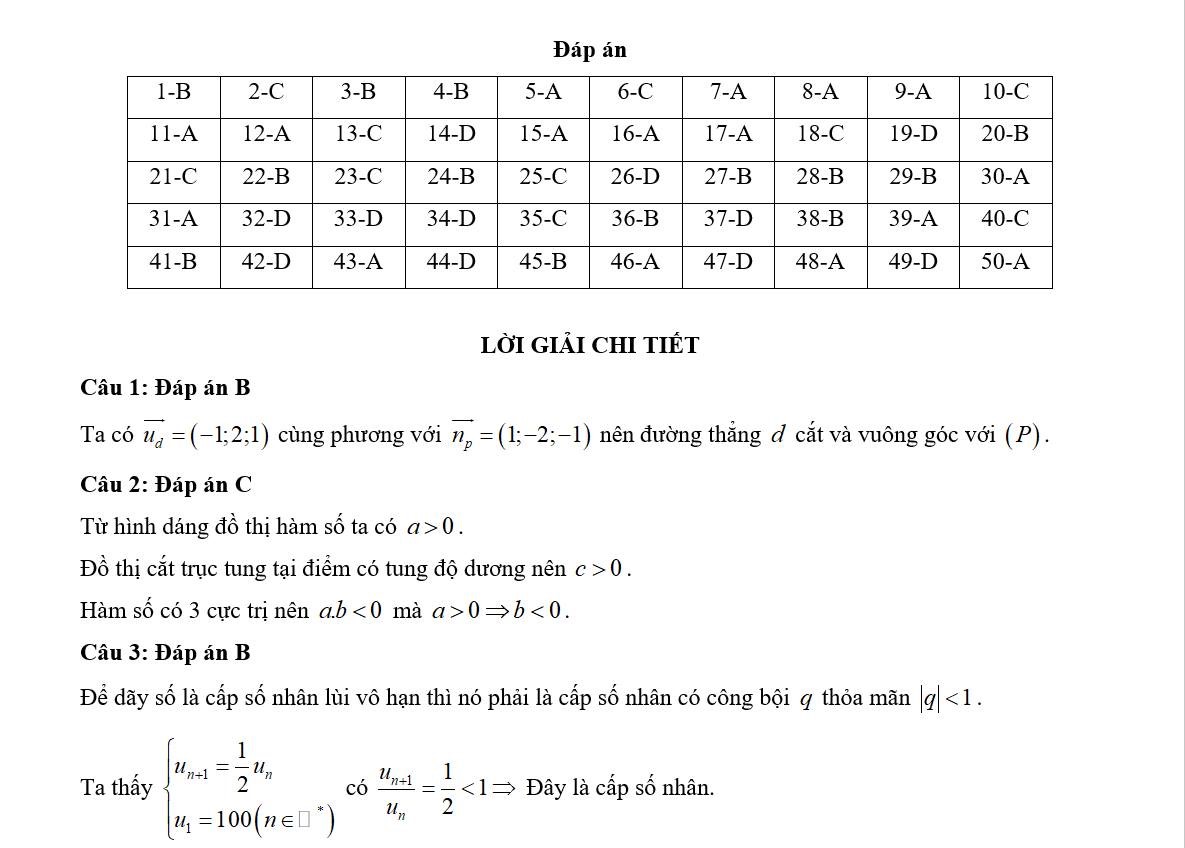 Đáp án
1-B 2-C 3-B 4-B 5-A 6-C 7-A 8-A 9-A 10-C
11-A 12-A 13-C 14-D 15-A 16-A 17-A 18-C 19-D 20-B
21-C 22-B 23-C 24-B 25-C 26-D 27-B 28-B 29-B 30-A
31-A 32-D 33-D 34-D 35-C 36-B 37-D 38-B 39-A 40-C
41-B 42-D 43-A 44-D 45-B 46-A 47-D 48-A 49-D 50-A
LỜI GIẢI CHI TIẾT
Câu 1: Đáp án B
Ta có $\overrightarrow{u_d}=(-1;2;1)$ cùng phương với $\overrightarrow{n_p}=(1;-2;-1)$ nên đường thẳng d cắt và vuông góc với (P).
Câu 2: Đáp án C
Từ hình dáng đồ thị hàm số ta có a > 0.
Đồ thị cắt trục tung tại điểm có tung độ dương nên c > 0.
Hàm số có 3 cực trị nên a.b < 0 mà a > 0 ⇒ b < 0.
Câu 3: Đáp án B
Để dãy số là cấp số nhân lùi vô hạn thì nó phải là cấp số nhân có công bội q thỏa mãn |q| < 1.
Ta thấy $\begin{cases} u_{n+1}=\frac{1}{2}u_n \\ u_1=100(n\in □^*) \end{cases}$ có $\frac{u_{n+1}}{u_n}=\frac{1}{2}<1 \Rightarrow$ Đây là cấp số nhân.